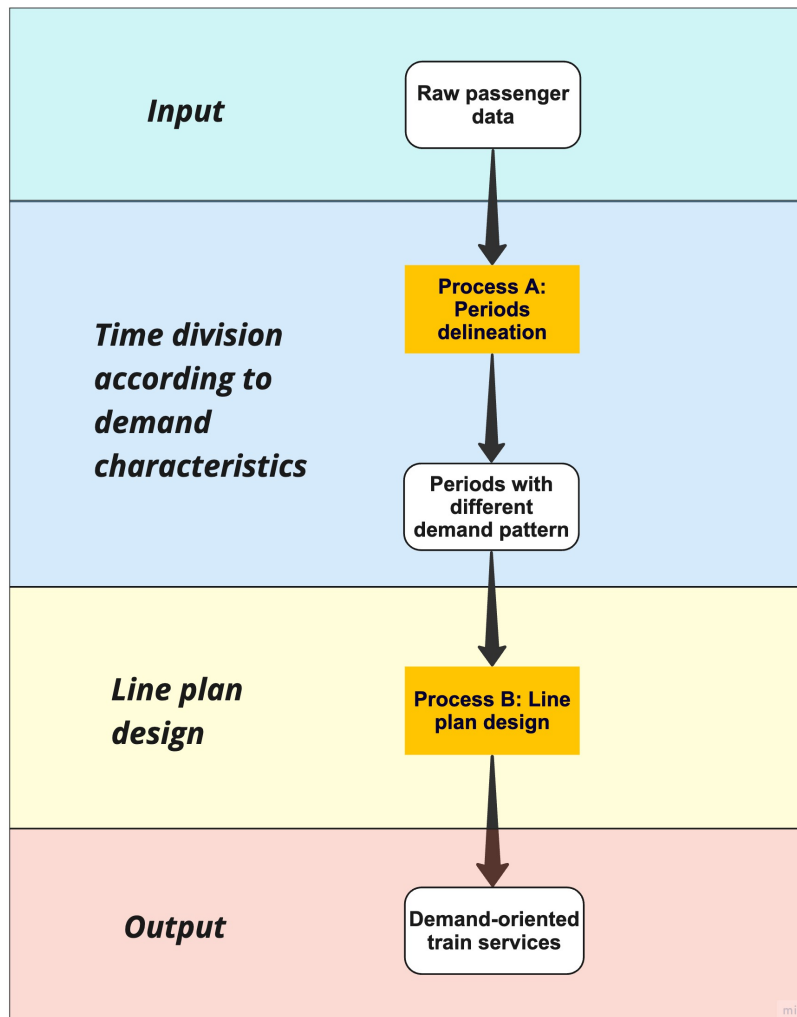 Input
Raw passenger
data
Process A:
Periods
delineation
Time division
according to
demand
characteristics
Periods with
different
demand pattern
Line plan
design
Process B: Line
plan design
Output
Demand-oriented
train services
mi